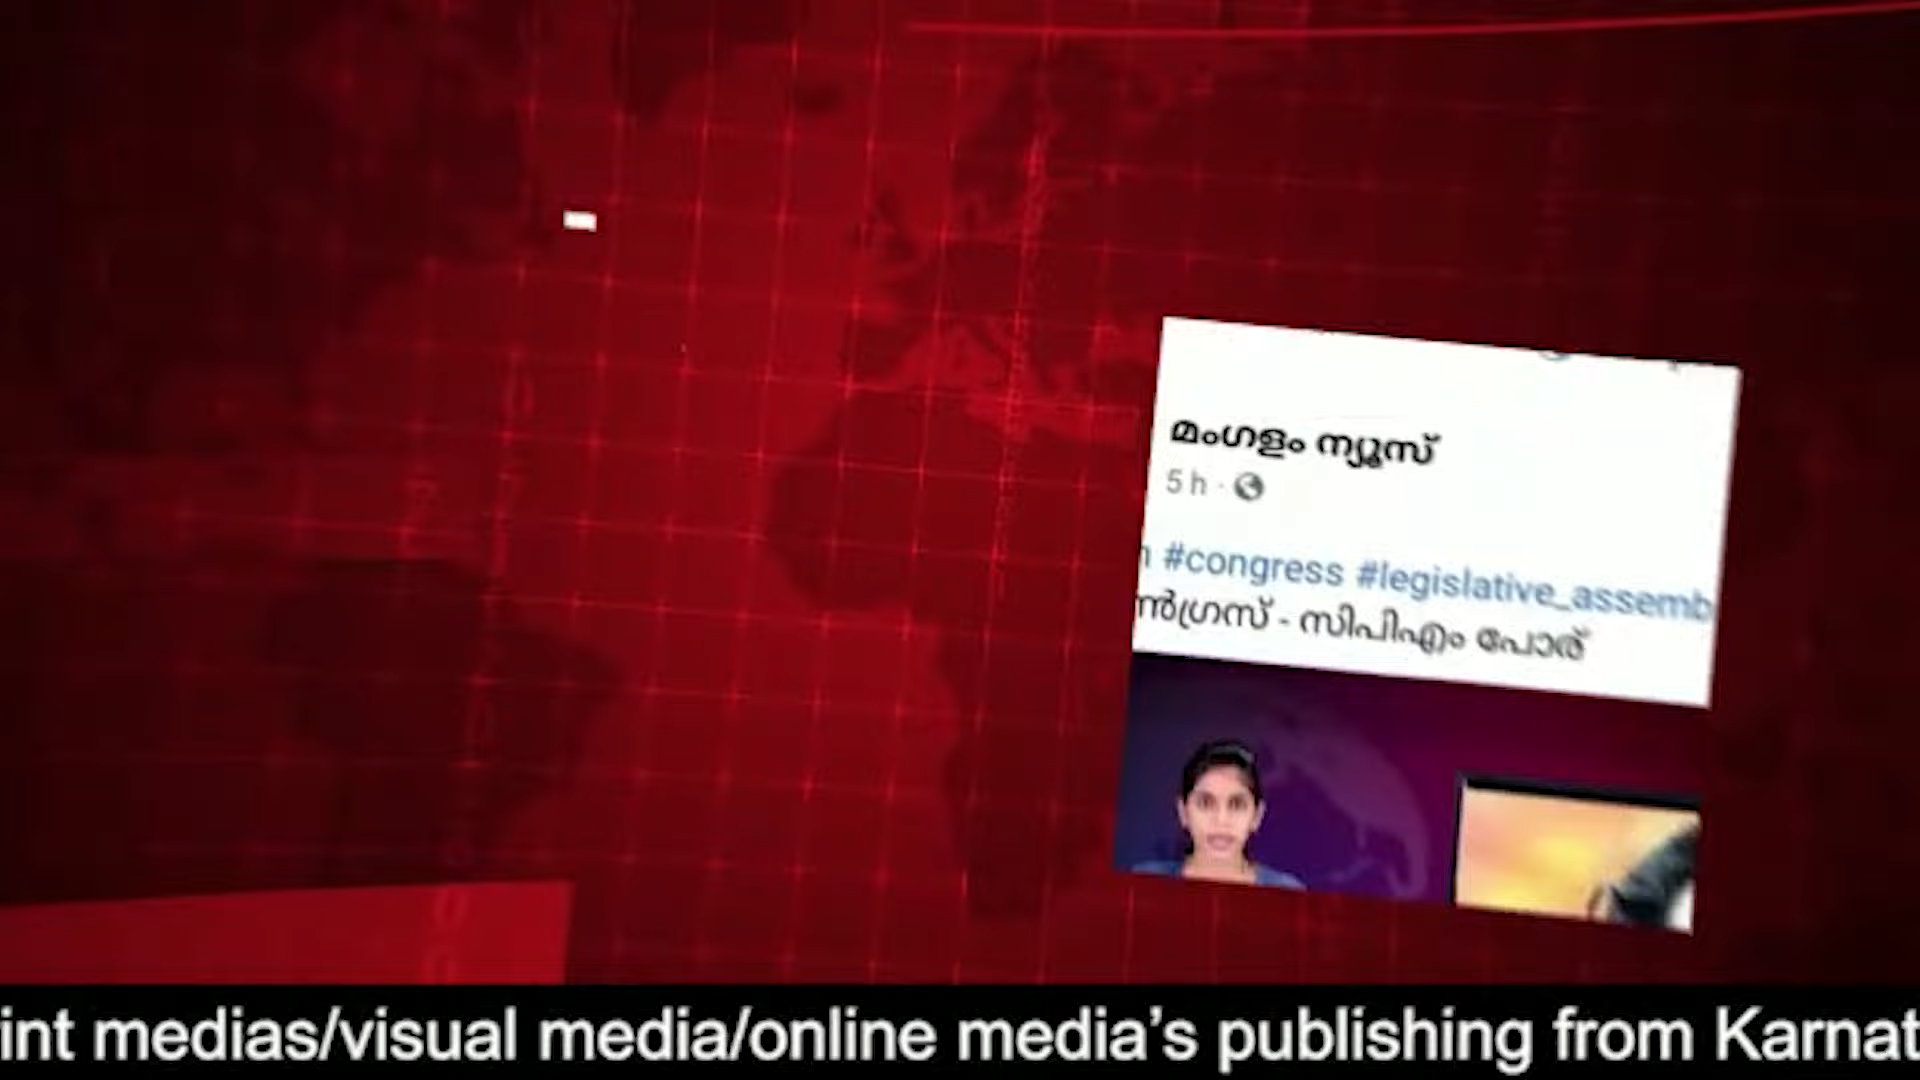 മംഗളം ന്യൂസ്
5 h ·
#congress #legislative_assemb
ൻഗ്രസ് - സിപിഎം പോര്
int medias/visual media/online media’s publishing from Karnat